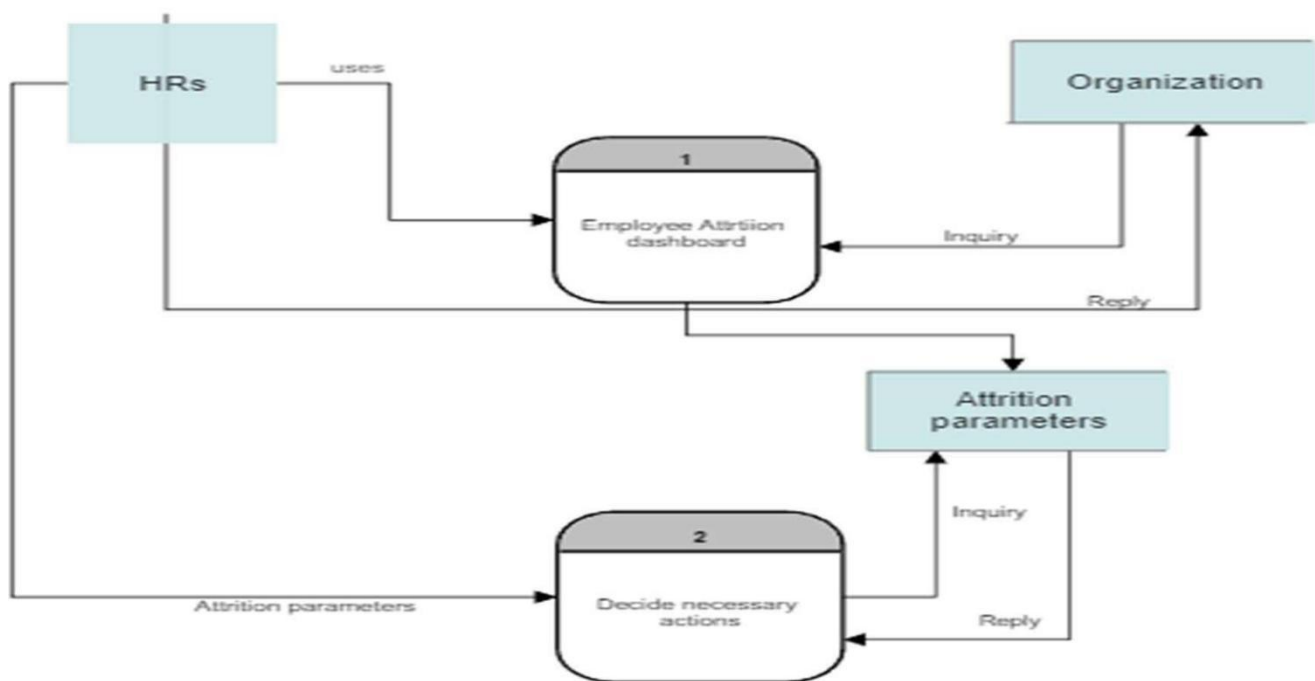 HRs
uses
Organization
1
Employee Attrtiion
dashboard
Inquiry
Reply
Attrition
parameters
Inquiry
2
Attrition parameters
Decide necessary
actions
Reply